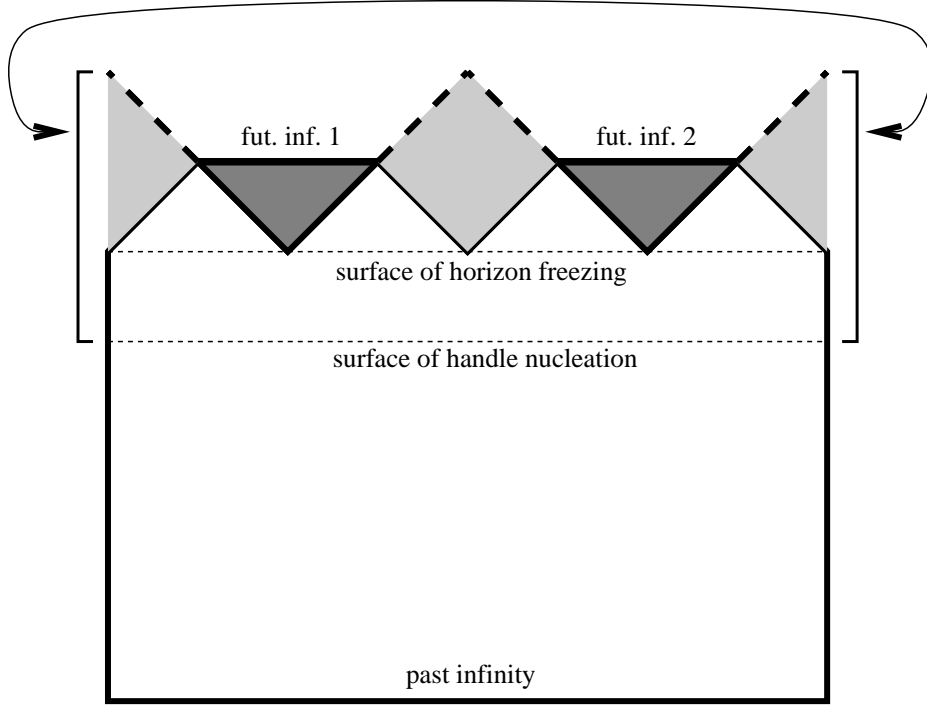 fut. inf. 1
fut. inf. 2
surface of horizon freezing
surface of handle nucleation
past infinity